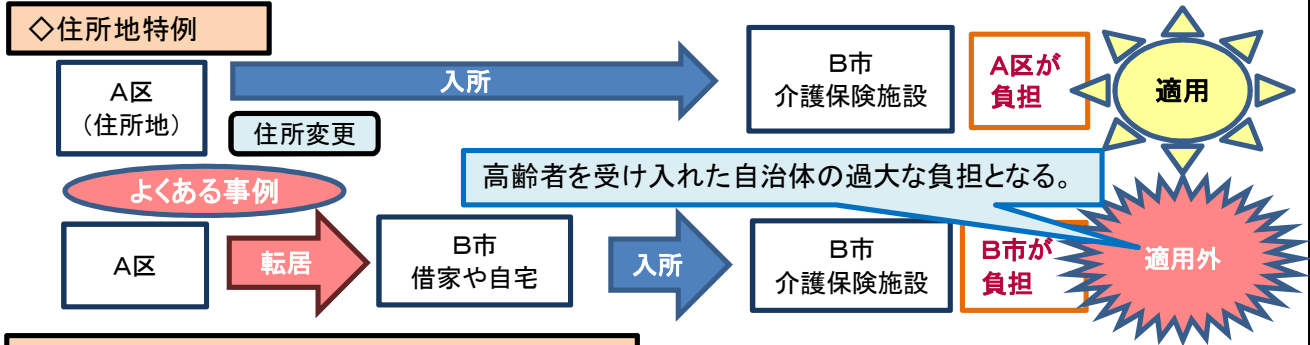 ◇住所地特例
A区
(住所地)
入所
住所変更
B市
介護保険施設
A区が
負担
適用
高齢者を受け入れた自治体の過大な負担となる。
よくある事例
A区
転居
B市
借家や自宅
入所
B市
介護保険施設
B市が
負担
適用外